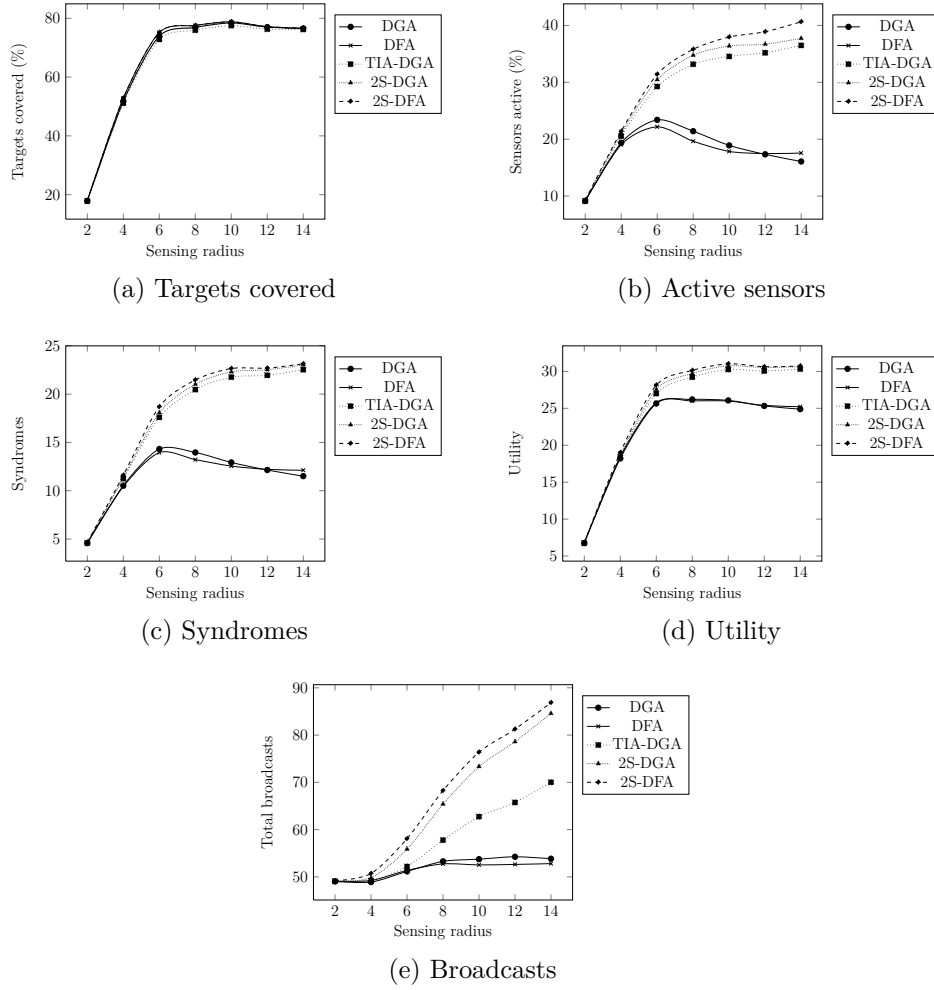 80
60
40
20
Targets covered (%)
2 4 6 8 10 12 14
Sensing radius
DGA
DFA
TIA-DGA
2S-DGA
2S-DFA
(a) Targets covered
40
30
20
10
Sensors active (%)
2 4 6 8 10 12 14
Sensing radius
DGA
DFA
TIA-DGA
2S-DGA
2S-DFA
(b) Active sensors
25
20
15
10
5
Syndromes
2 4 6 8 10 12 14
Sensing radius
DGA
DFA
TIA-DGA
2S-DGA
2S-DFA
(c) Syndromes
30
25
20
15
10
5
Utility
2 4 6 8 10 12 14
Sensing radius
DGA
DFA
TIA-DGA
2S-DGA
2S-DFA
(d) Utility
90
80
70
60
50
Total broadcasts
2 4 6 8 10 12 14
Sensing radius
DGA
DFA
TIA-DGA
2S-DGA
2S-DFA
(e) Broadcasts